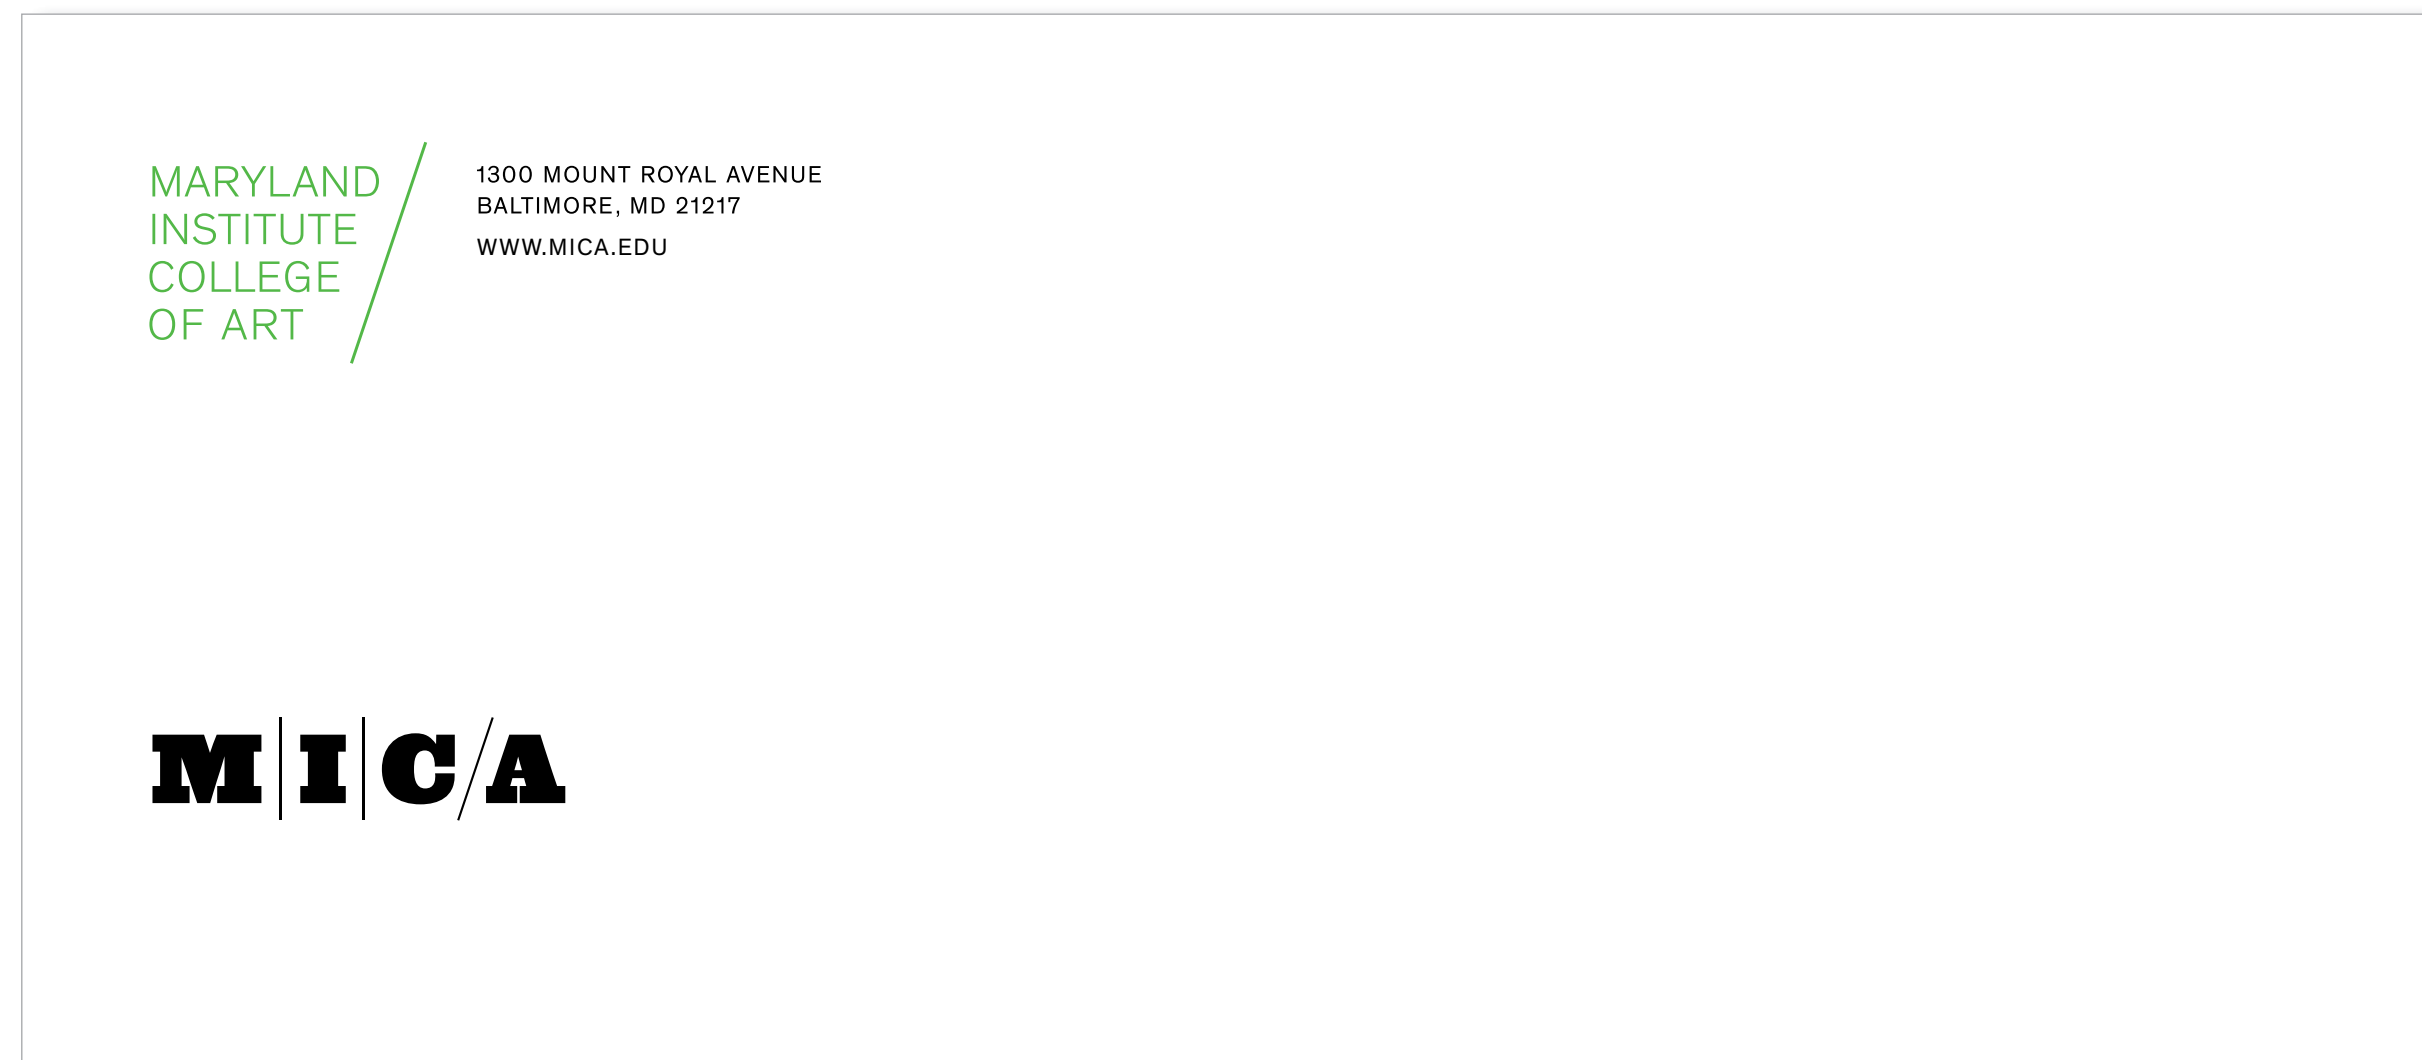 MARYLAND
INSTITUTE
COLLEGE
OF ART
1300 MOUNT ROYAL AVENUE
BALTIMORE, MD 21217
WWW.MICA.EDU
M|I|C/A